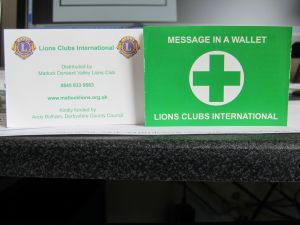 Lions Clubs International
Distributed by
Matlock Derwent Valley Lions Club
0845 833 9563
www.matlocklions.org.uk
Kindly funded by
Andy Botham, Derbyshire County Council
MESSAGE IN A WALLET
LIONS CLUBS INTERNATIONAL